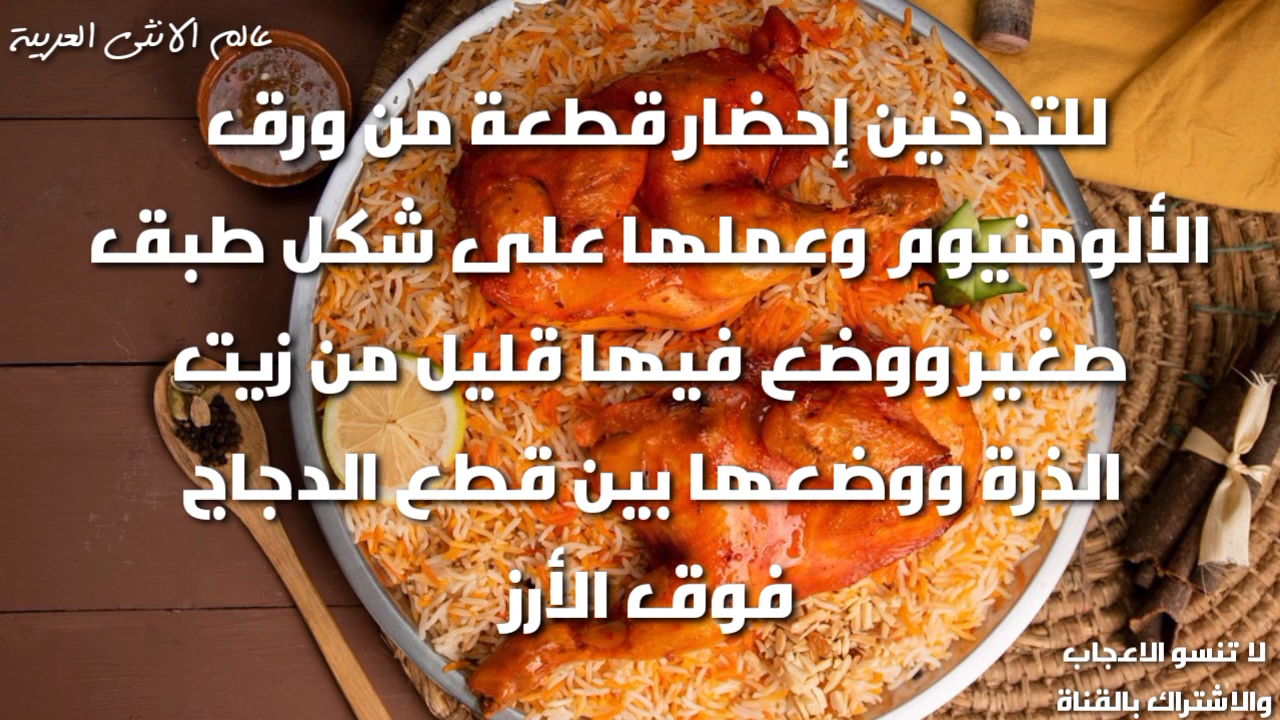 عالم الانثى العربية
للتدخين إحضار قطعة من ورق
الألومنيوم وعملها على شكل طبق
صغير ووضع فيها قليل من زيت
الذرة ووضعها بين قطع الدجاج
فوق الأرز
لا تنسو الاعجاب
والاشتراك بالقناة